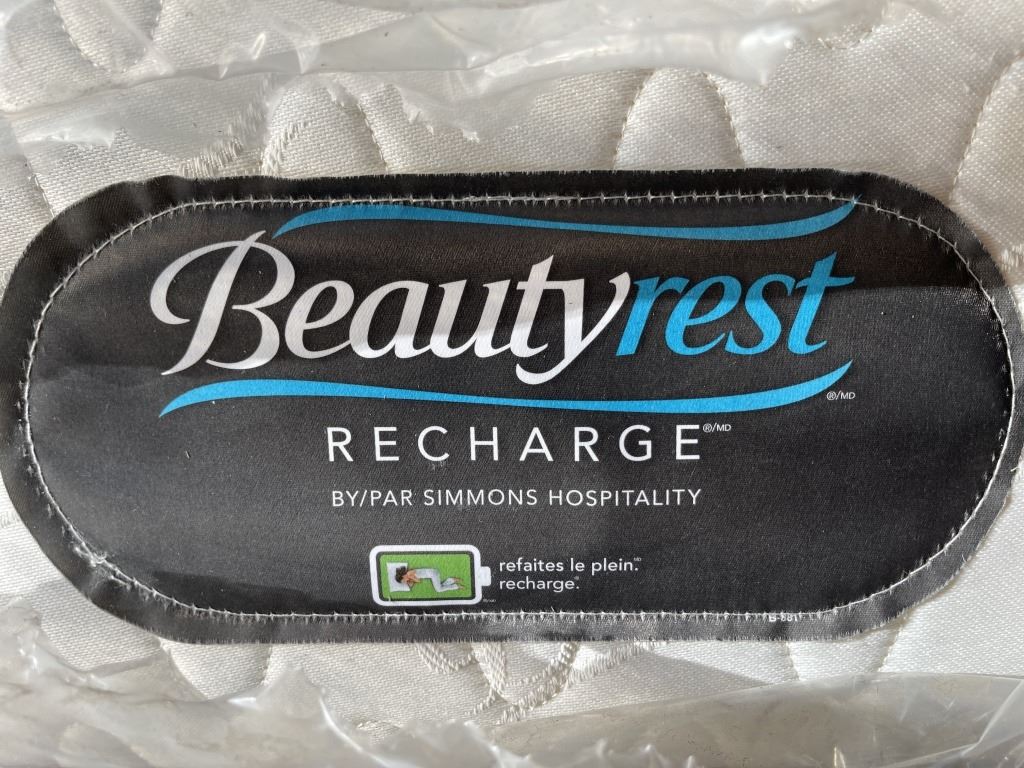 Beautyrest ®/MD
RECHARGE ®/MD
BY/PAR SIMMONS HOSPITALITY
refaites le plein.
recharge.